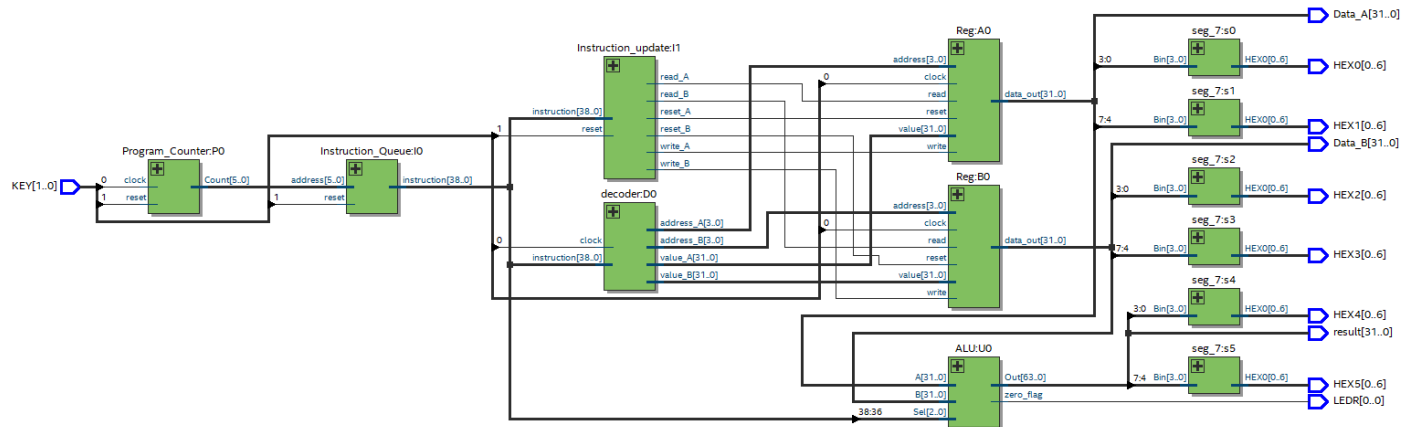 KEY[1..0]
Program_Counter:P0
0
clock
1
reset
Count[5..0]
Instruction_Queue:I0
address[5..0]
1
reset
instruction[38..0]
Instruction_update:I1
instruction[38..0]
1
reset
read_A
read_B
reset_A
reset_B
write_A
write_B
decoder:D0
0
clock
instruction[38..0]
address_A[3..0]
address_B[3..0]
value_A[31..0]
value_B[31..0]
Reg:A0
address[3..0]
0
clock
read
reset
value[31..0]
write
data_out[31..0]
Reg:B0
address[3..0]
0
clock
read
reset
value[31..0]
write
data_out[31..0]
ALU:U0
A[31..0]
B[31..0]
38:36
Sel[2..0]
Out[63..0]
zero_flag
Data_A[31..0]
seg_7:s0
3:0
Bin[3..0]
HEX0[0..6]
HEX0[0..6]
seg_7:s1
7:4
Bin[3..0]
HEX0[0..6]
HEX1[0..6]
Data_B[31..0]
seg_7:s2
3:0
Bin[3..0]
HEX0[0..6]
HEX2[0..6]
seg_7:s3
7:4
Bin[3..0]
HEX0[0..6]
HEX3[0..6]
seg_7:s4
3:0
Bin[3..0]
HEX0[0..6]
HEX4[0..6]
result[31..0]
seg_7:s5
7:4
Bin[3..0]
HEX0[0..6]
HEX5[0..6]
LEDR[0..0]